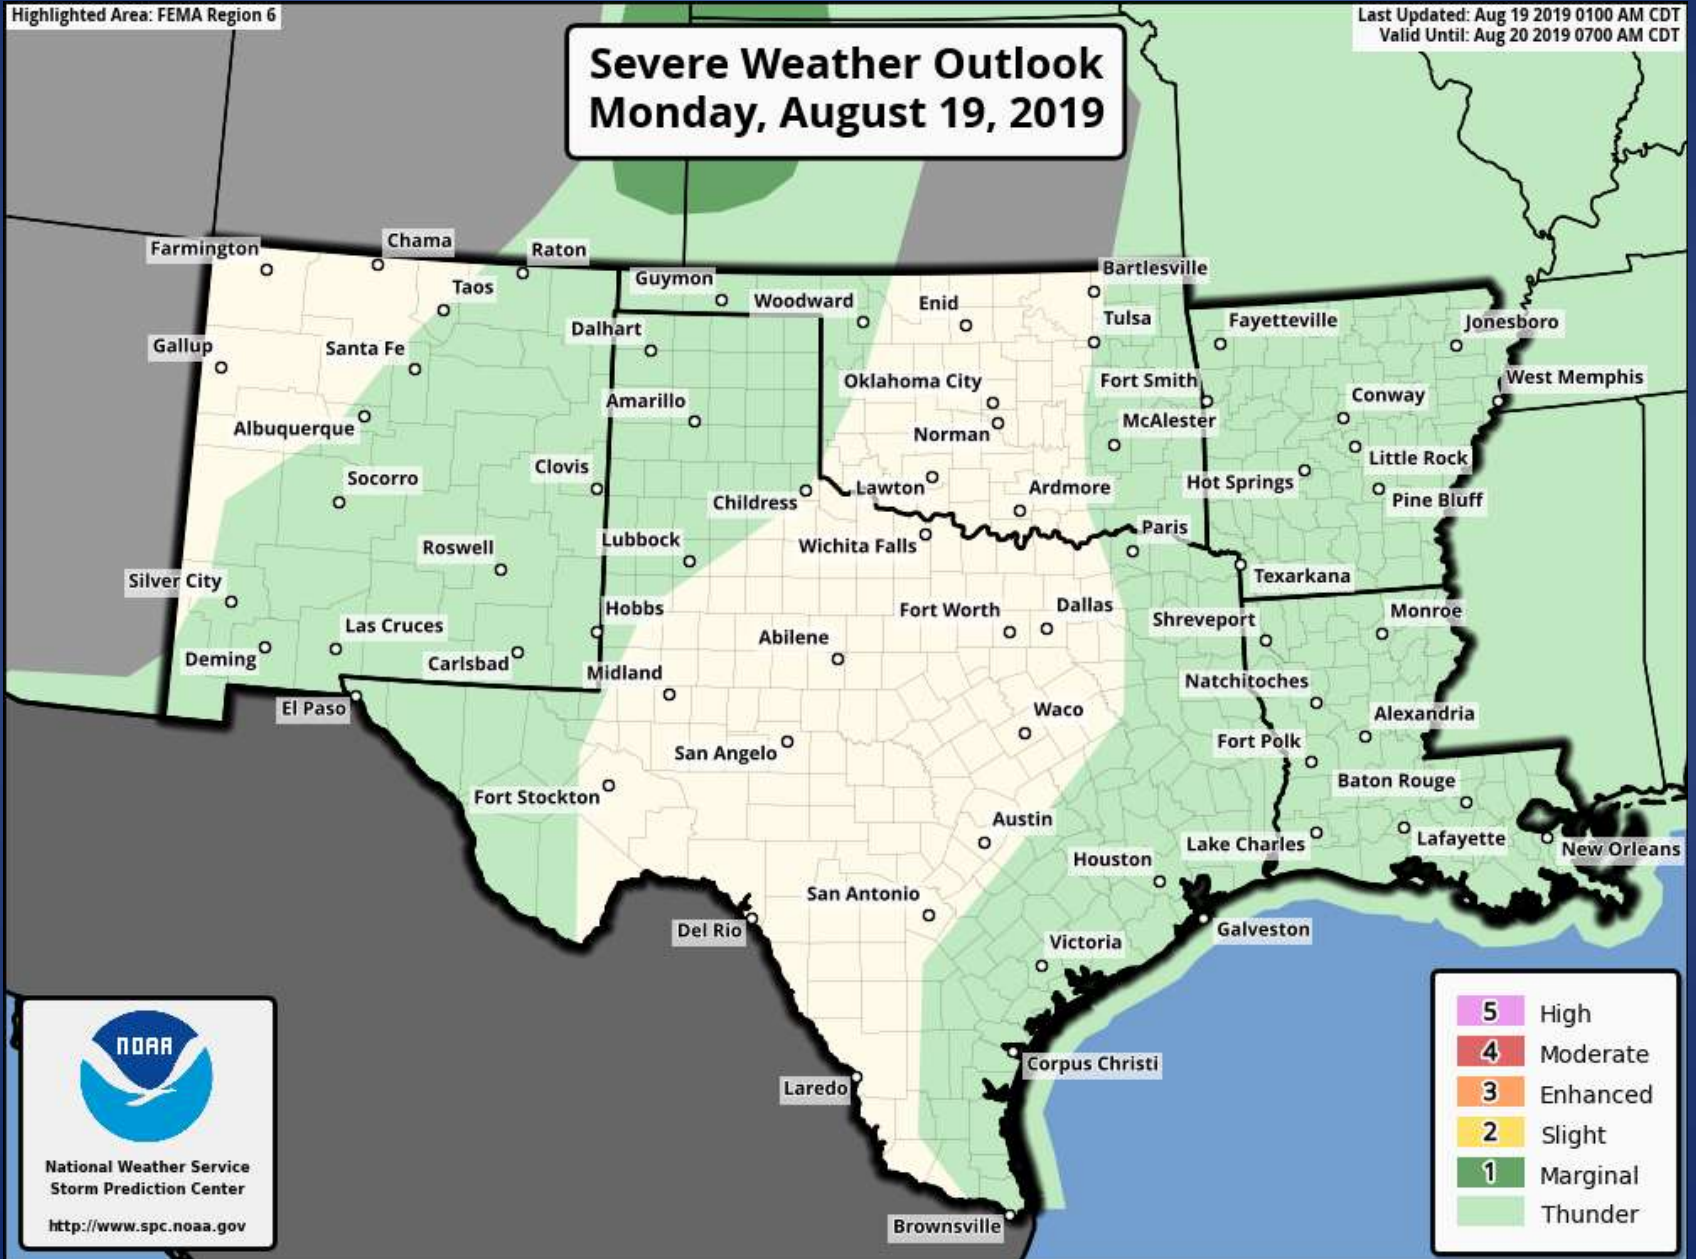 Highlighted Area: FEMA Region 6
Last Updated: Aug 19 2019 0100 AM CDT
Valid Until: Aug 20 2019 0700 AM CDT
Severe Weather Outlook
Monday, August 19, 2019
Farmington
Chama
Raton
Taos
Guymon
Woodward
Enid
Bartlesville
Tulsa
Fayetteville
Jonesboro
Gallup
Santa Fe
Dalhart
Oklahoma City
Fort Smith
West Memphis
Albuquerque
Amarillo
Norman
McAlester
Conway
Little Rock
Socorro
Clovis
Childress
Lawton
Ardmore
Hot Springs
Pine Bluff
Roswell
Lubbock
Wichita Falls
Paris
Texarkana
Silver City
Hobbs
Fort Worth
Dallas
Shreveport
Monroe
Las Cruces
Abilene
Deming
Carlsbad
Midland
Natchitoches
El Paso
Waco
Alexandria
San Angelo
Fort Polk
Fort Stockton
Baton Rouge
Austin
Houston
Lake Charles
Lafayette
New Orleans
San Antonio
Del Rio
Victoria
Galveston
Corpus Christi
Laredo
Brownsville
NOAA
National Weather Service
Storm Prediction Center
http://www.spc.noaa.gov
5 High
4 Moderate
3 Enhanced
2 Slight
1 Marginal
Thunder